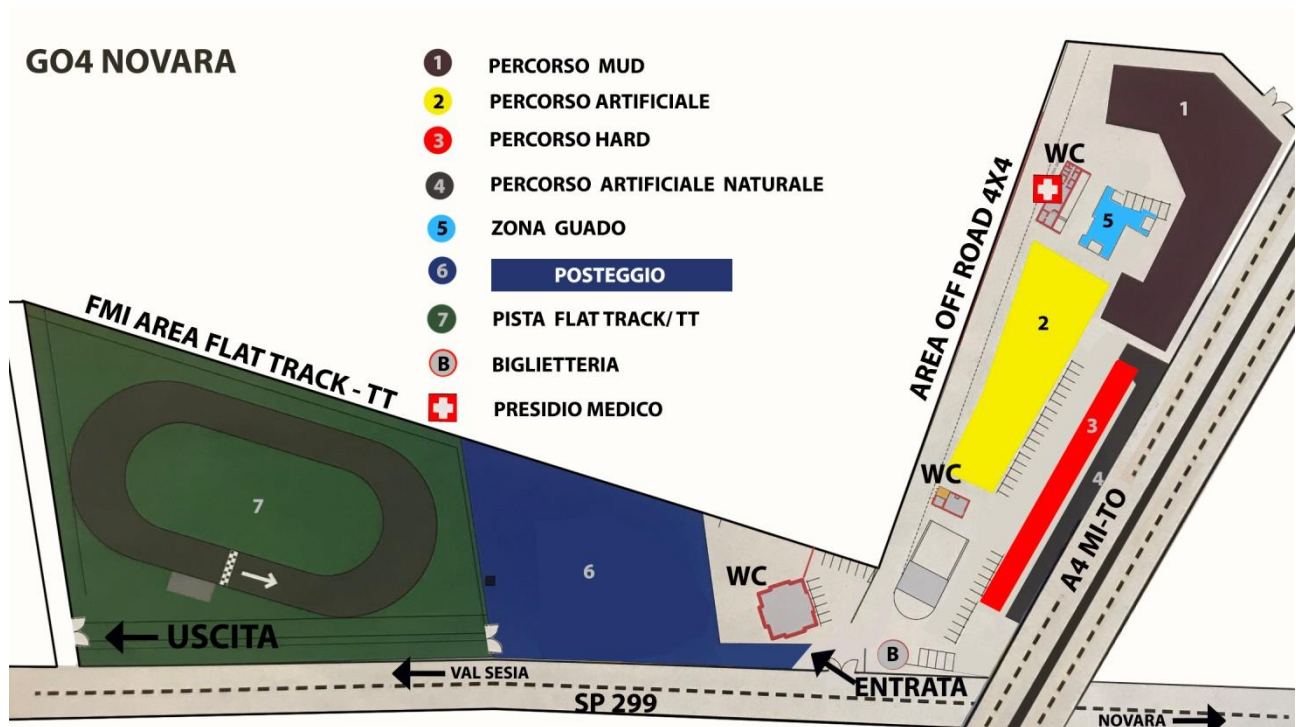 GO4 NOVARA
1 PERCORSO MUD
2 PERCORSO ARTIFICIALE
3 PERCORSO HARD
4 PERCORSO ARTIFICIALE NATURALE
5 ZONA GUADO
6 POSTEGGIO
7 PISTA FLAT TRACK/ TT
B BIGLIETTERIA
PRESIDIO MEDICO
FMI AREA FLAT TRACK - TT
7
USCITA
6
WC
AREA OFF ROAD 4X4
1
WC
5
2
3
4
WC
A4 MI-TO
B
ENTRATA
VAL SESIA
SP 299
NOVARA